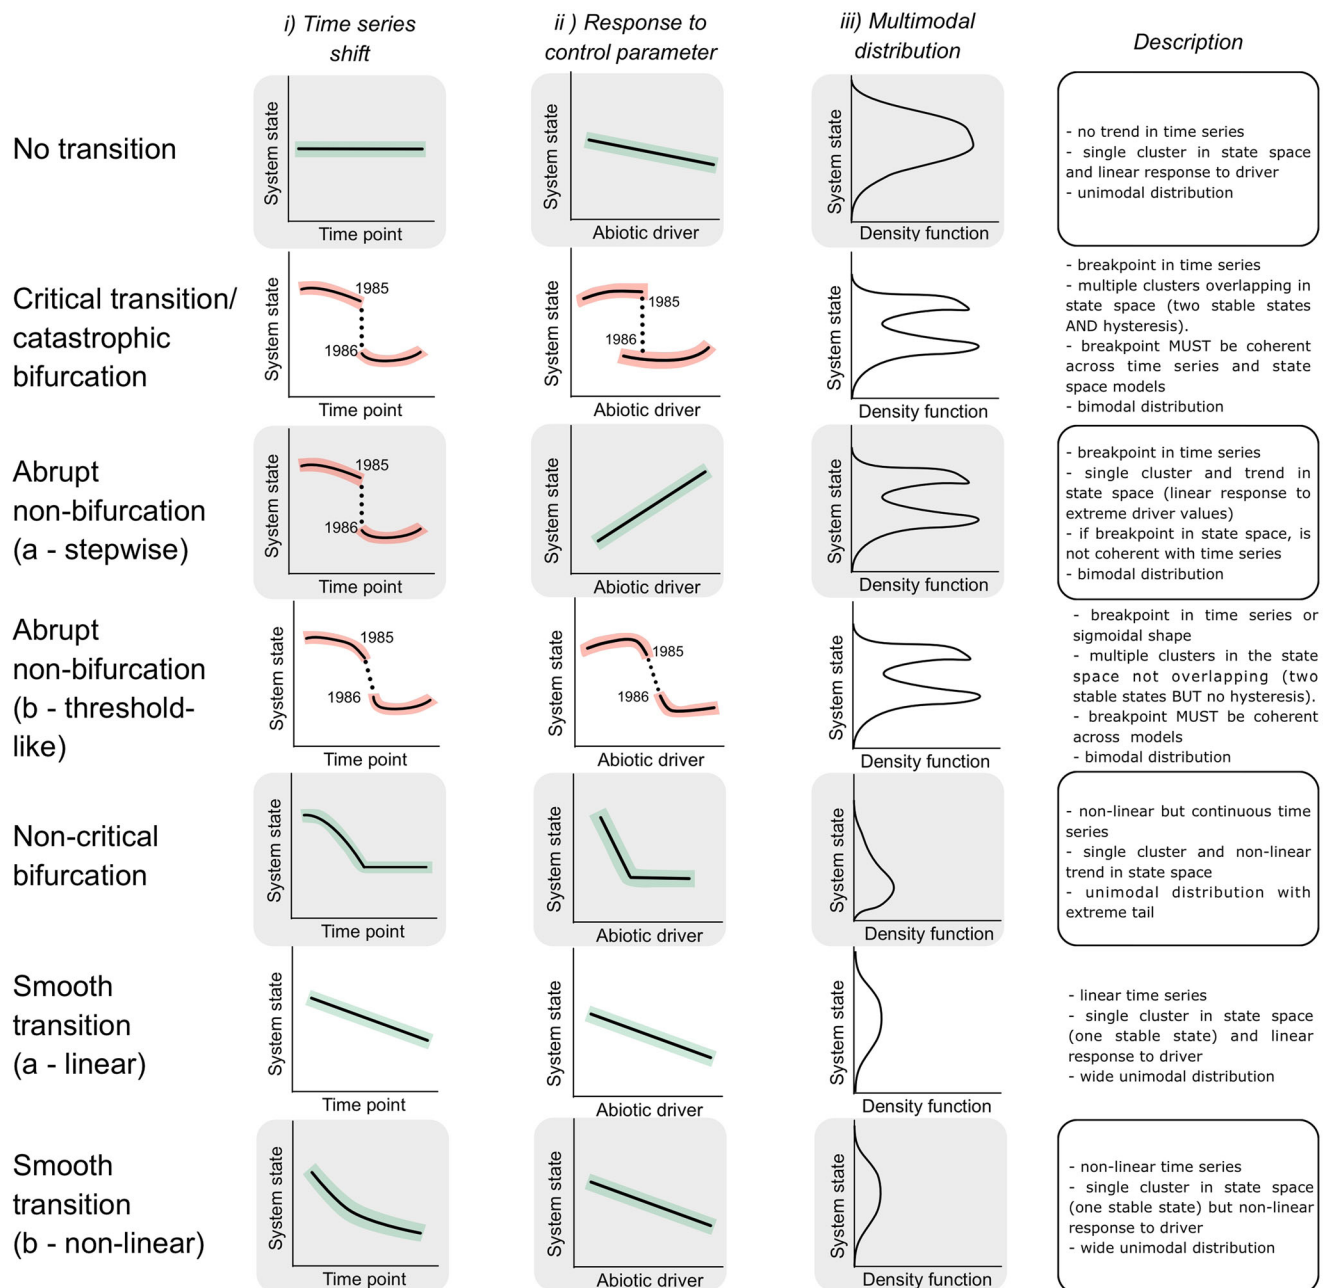 i) Time series
shift
ii ) Response to
control parameter
iii) Multimodal
distribution
Description
No transition
System state
Time point
System state
Abiotic driver
System state
Density function
- no trend in time series
- single cluster in state space
and linear response to driver
- unimodal distribution
Critical transition/
catastrophic
bifurcation
System state
1985
1986
Time point
System state
1985
1986
Abiotic driver
System state
Density function
- breakpoint in time series
- multiple clusters overlapping in
state space (two stable states
AND hysteresis).
- breakpoint MUST be coherent
across time series and state
space models
- bimodal distribution
Abrupt
non-bifurcation
(a - stepwise)
System state
1985
1986
Time point
System state
Abiotic driver
System state
Density function
- breakpoint in time series
- single cluster and trend in
state space (linear response to
extreme driver values)
- if breakpoint in state space, is
not coherent with time series
- bimodal distribution
Abrupt
non-bifurcation
(b - threshold-
like)
System state
1985
1986
Time point
System state
1985
1986
Abiotic driver
System state
Density function
- breakpoint in time series or
sigmoidal shape
- multiple clusters in the state
space not overlapping (two
stable states BUT no hysteresis).
- breakpoint MUST be coherent
across models
- bimodal distribution
Non-critical
bifurcation
System state
Time point
System state
Abiotic driver
System state
Density function
- non-linear but continuous time
series
- single cluster and non-linear
trend in state space
- unimodal distribution with
extreme tail
Smooth
transition
(a - linear)
System state
Time point
System state
Abiotic driver
System state
Density function
- linear time series
- single cluster in state space
(one stable state) and linear
response to driver
- wide unimodal distribution
Smooth
transition
(b - non-linear)
System state
Time point
System state
Abiotic driver
System state
Density function
- non-linear time series
- single cluster in state space
(one stable state) but non-linear
response to driver
- wide unimodal distribution